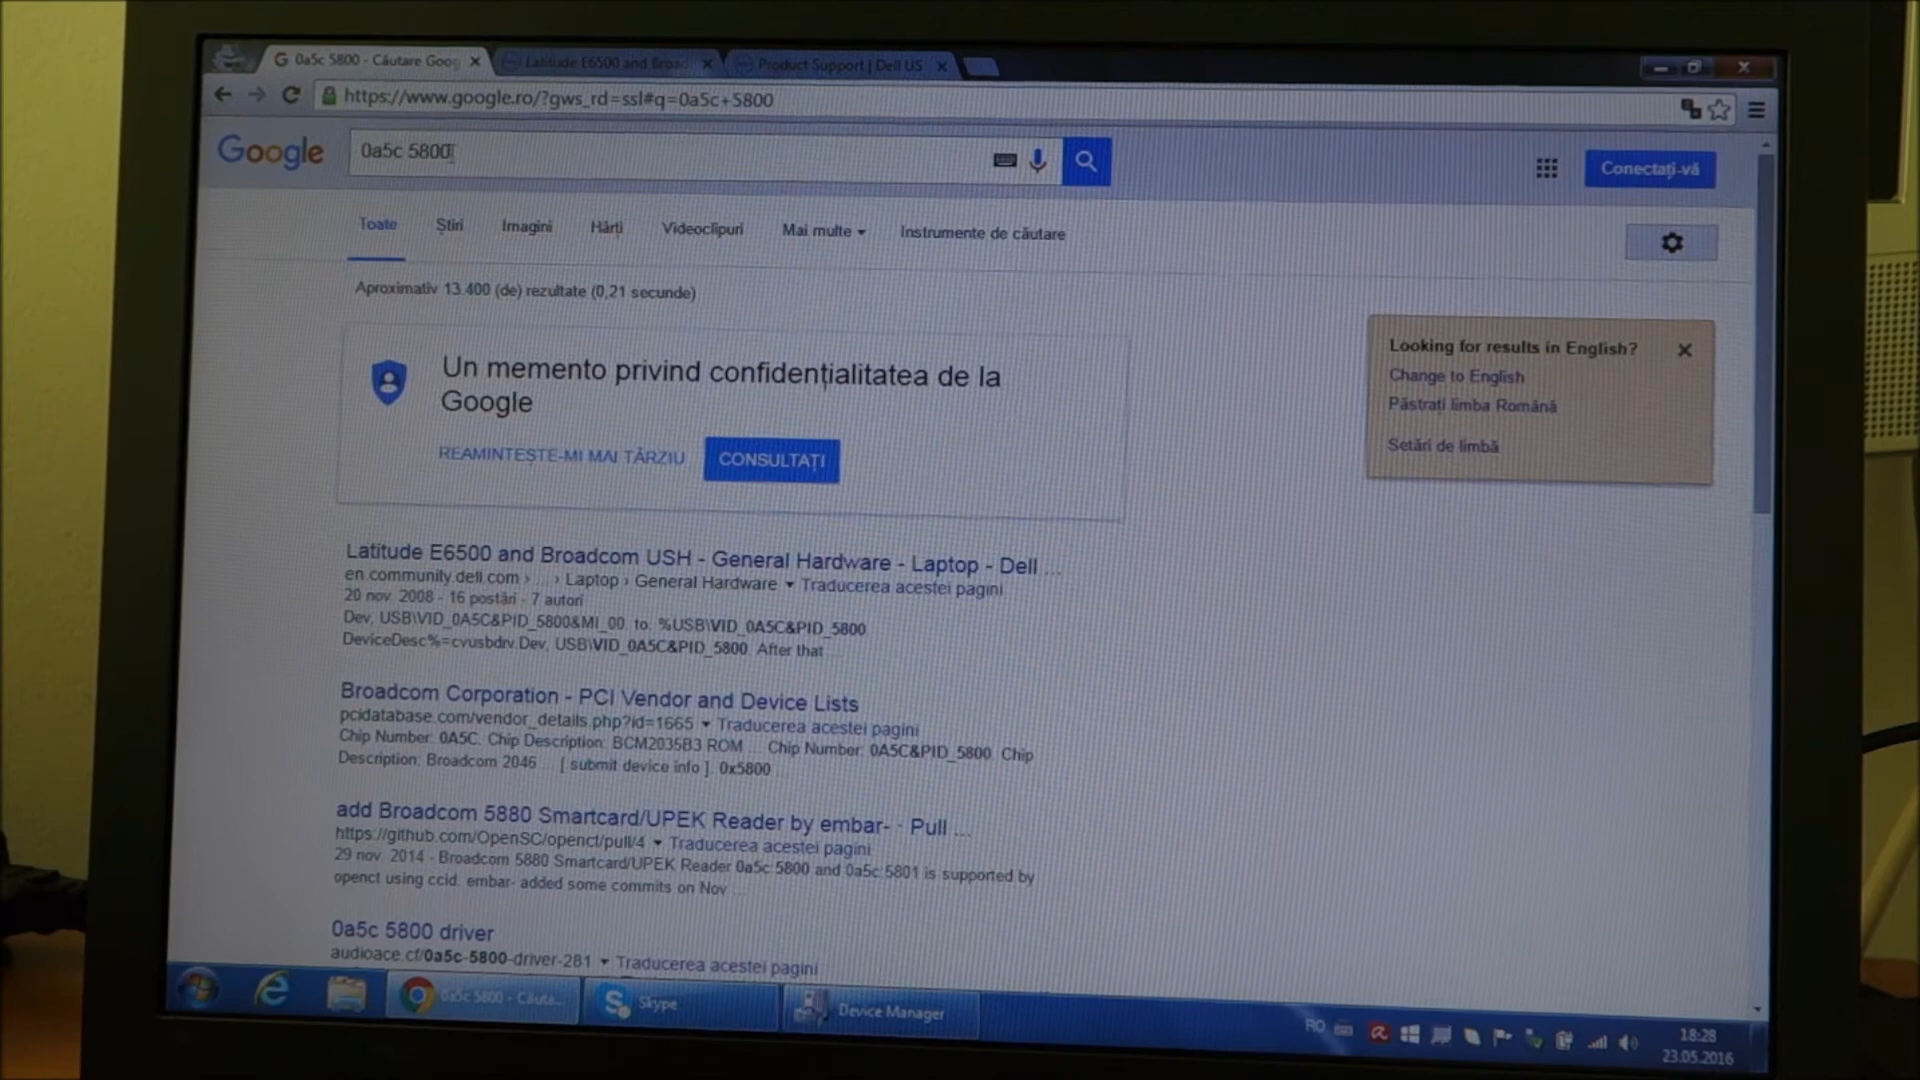 0a5c 5800 - Căutare Goog
Latitude E6500 and Broad
Product Support | Dell US
https://www.google.ro/?gws_rd=ssl#q=0a5c+5800
Google
0a5c 5800
Conectați-vă
Toate Știri Imagini Hărți Videoclipuri Mai multe Instrumente de căutare
Aproximativ 13.400 (de) rezultate (0,21 secunde)
Un memento privind confidențialitatea de la
Google
REAMINTEȘTE-MI MAI TÂRZIU CONSULTAȚI
Looking for results in English?
Change to English
Păstrați limba Română
Setări de limbă
Latitude E6500 and Broadcom USH - General Hardware - Laptop - Dell ...
en.community.dell.com › ... › Laptop › General Hardware Traducerea acestei pagini
20 nov. 2008 - 16 postări - 7 autori
Dev, USB\VID_0A5C&PID_5800&MI_00. to. %USB\VID_0A5C&PID_5800.
DeviceDesc%=cvusbdrv.Dev, USB\VID_0A5C&PID_5800. After that ...
Broadcom Corporation - PCI Vendor and Device Lists
pcidatabase.com/vendor_details.php?id=1665 Traducerea acestei pagini
Chip Number: 0A5C. Chip Description: BCM2035B3 ROM ... Chip Number: 0A5C&PID_5800. Chip
Description: Broadcom 2046 ... [ submit device info ]. 0x5800 ...
add Broadcom 5880 Smartcard/UPEK Reader by embar- · Pull ...
https://github.com/OpenSC/openct/pull/4 Traducerea acestei pagini
29 nov. 2014 - Broadcom 5880 Smartcard/UPEK Reader 0a5c:5800 and 0a5c:5801 is supported by
openct using ccid. embar- added some commits on Nov ...
0a5c 5800 driver
audioace.cf/0a5c-5800-driver-281 Traducerea acestei pagini
0a5c 5800 - Căuta...
Skype
Device Manager
RO
18:28
23.05.2016